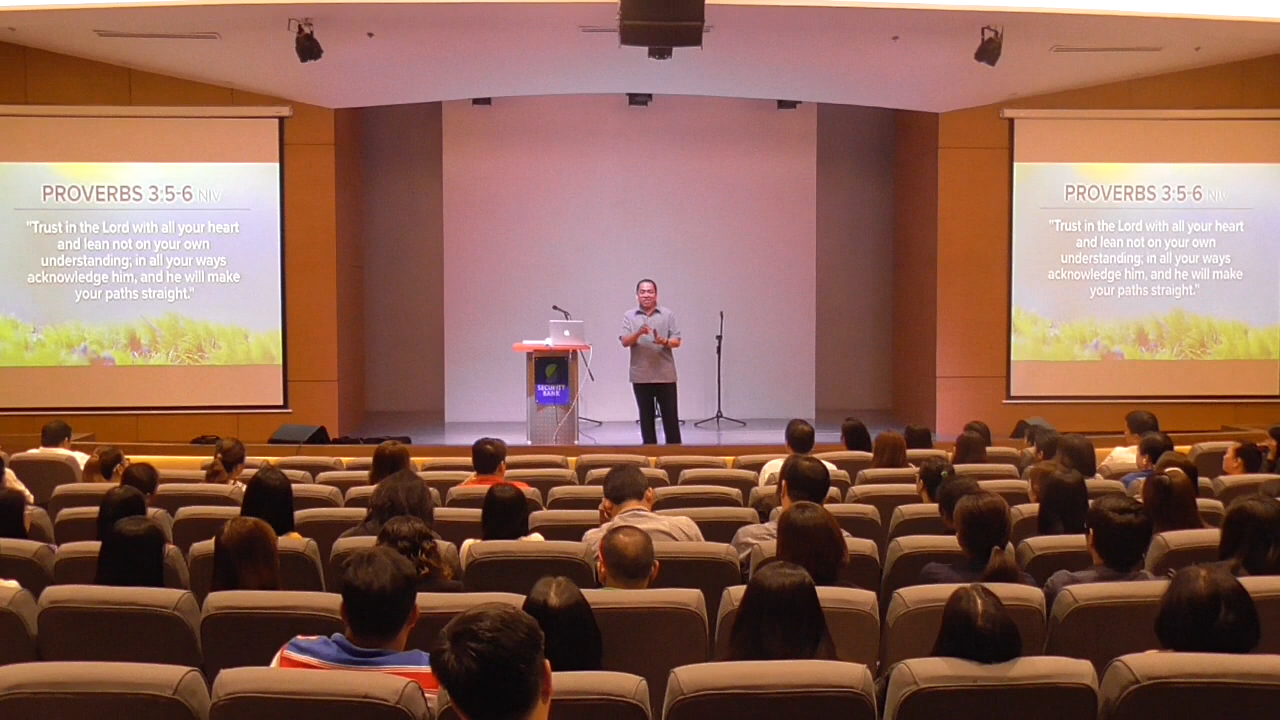 PROVERBS 3:5-6 NIV
"Trust in the Lord with all your heart
and lean not on your own
understanding; in all your ways
acknowledge him, and he will make
your paths straight."
SECURITY
BANK
PROVERBS 3:5-6 NIV
"Trust in the Lord with all your heart
and lean not on your own
understanding; in all your ways
acknowledge him, and he will make
your paths straight."